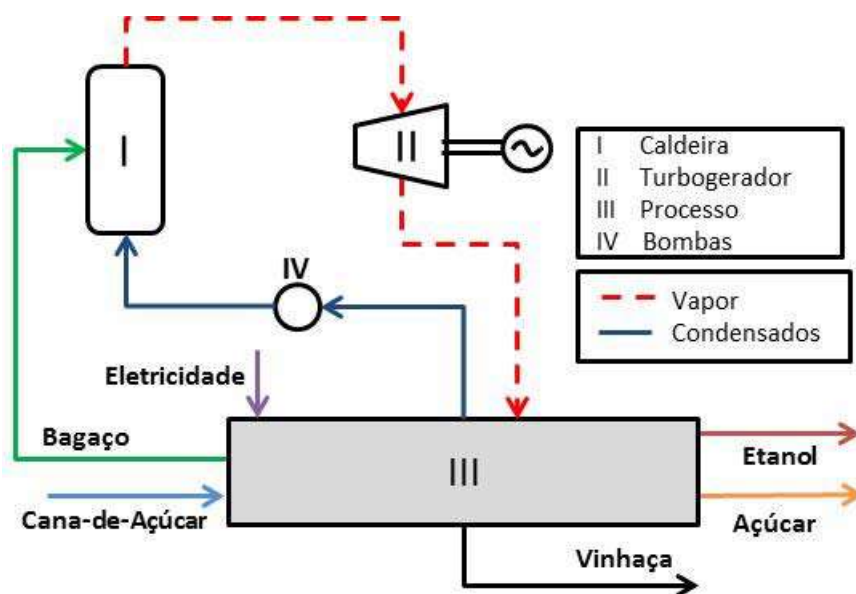 I
II
I Caldeira
II Turbogerador
III Processo
IV Bombas
IV
Vapor
Condensados
Eletricidade
Bagaço
III
Etanol
Cana-de-Açúcar
Açúcar
Vinhaça